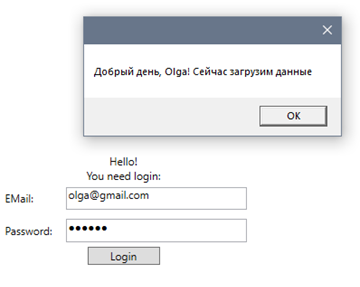 Добрый день, Olga! Сейчас загрузим данные
OK
Hello!
You need login:
EMail: olga@gmail.com
Password: ●●●●●●
Login